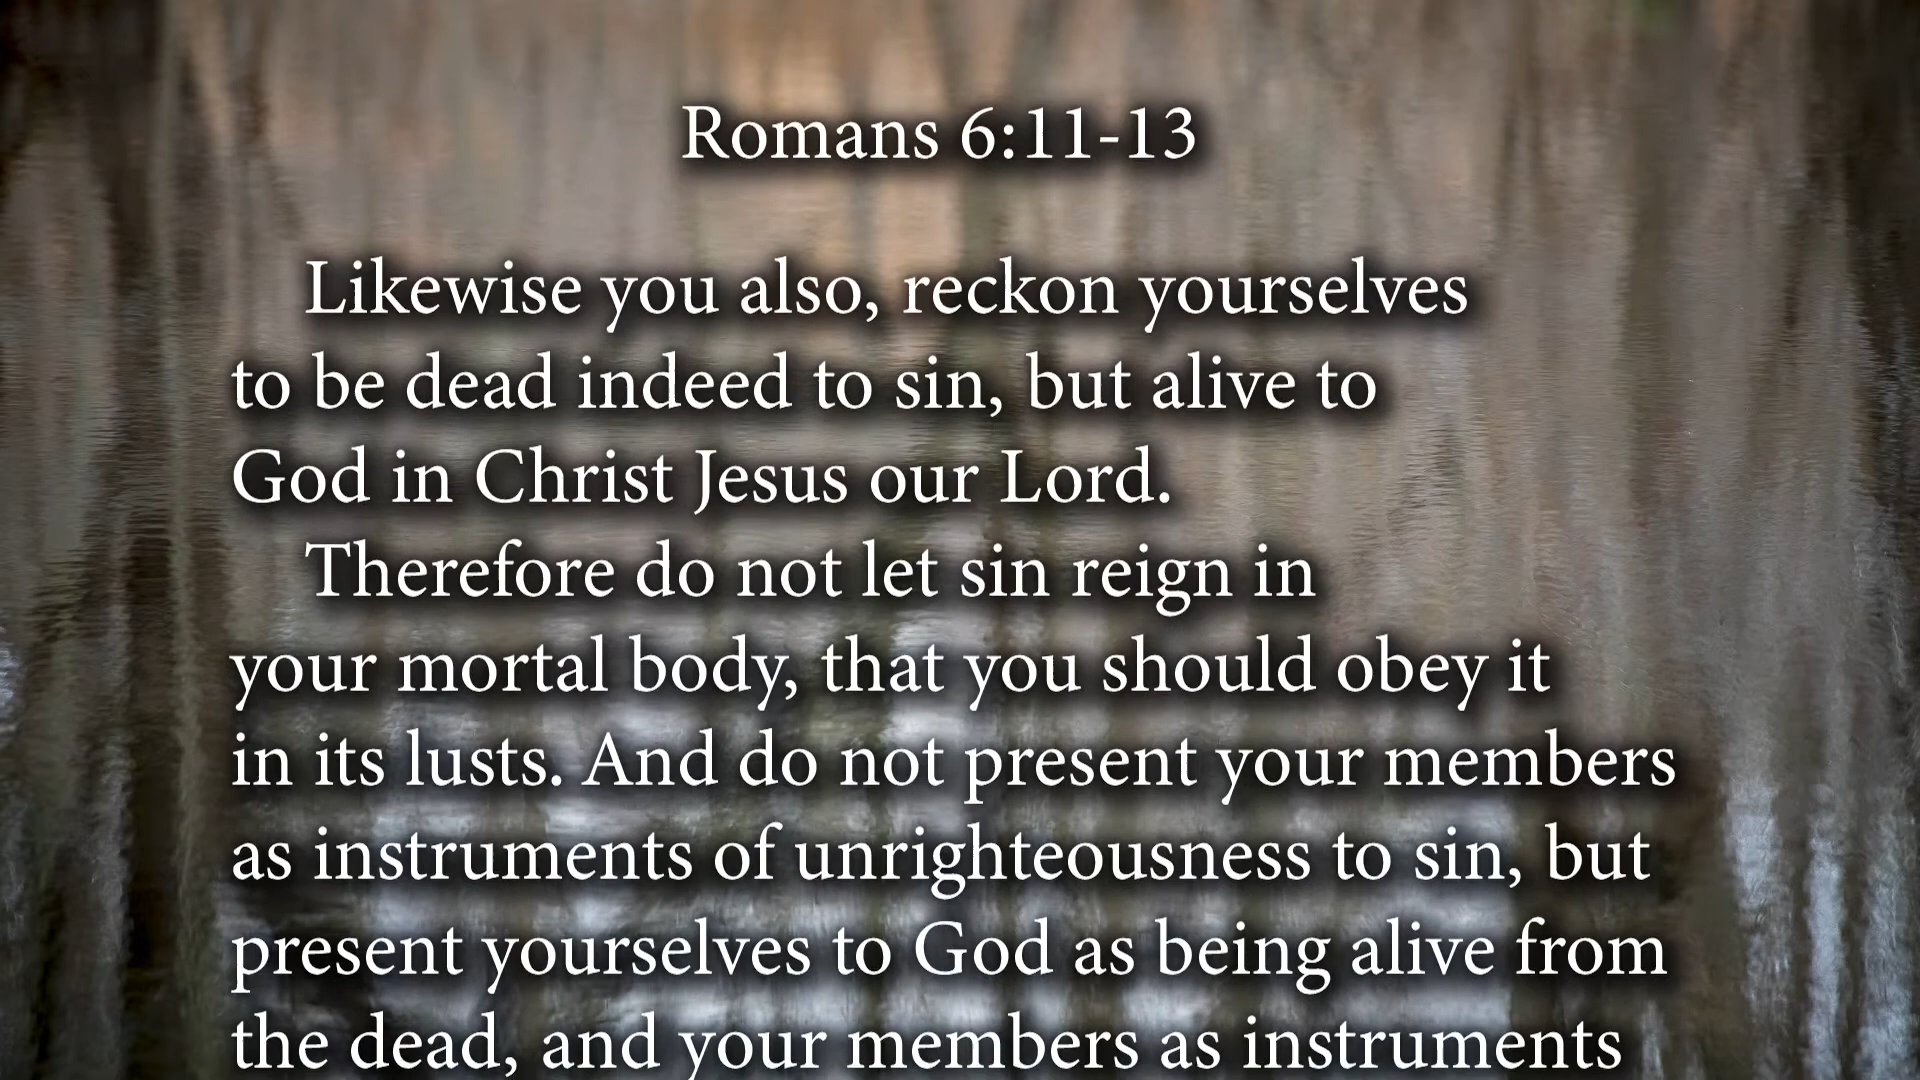 Romans 6:11-13
Likewise you also, reckon yourselves
to be dead indeed to sin, but alive to
God in Christ Jesus our Lord.
Therefore do not let sin reign in
your mortal body, that you should obey it
in its lusts. And do not present your members
as instruments of unrighteousness to sin, but
present yourselves to God as being alive from
the dead, and your members as instruments